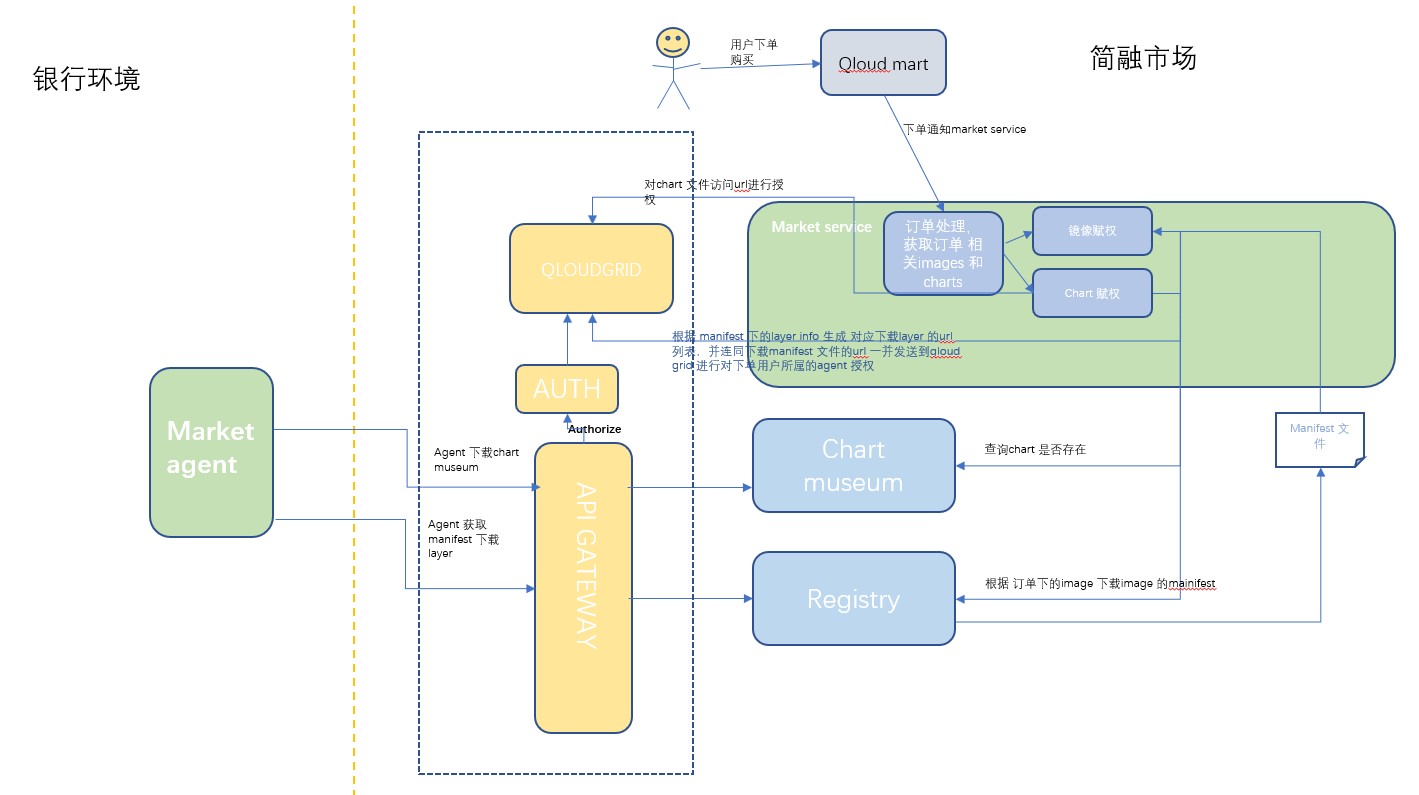 用户下单
购买
Qloud mart
简融市场
银行环境
下单通知market service
对chart 文件访问url进行授
权
Market service
订单处理，
获取订单 相
关images 和
charts
镜像赋权
Chart 赋权
QLOUDGRID
根据 manifest 下的layer info 生成 对应下载layer 的url
列表，并连同下载manifest 文件的url 一并发送到qloud
grid 进行对下单用户所属的agent 授权
AUTH
Authorize
Market
agent
Agent 下载chart
museum
Agent 获取
manifest 下载
layer
API GATEWAY
Chart
museum
查询chart 是否存在
Manifest 文
件
Registry
根据 订单下的image 下载image 的mainifest